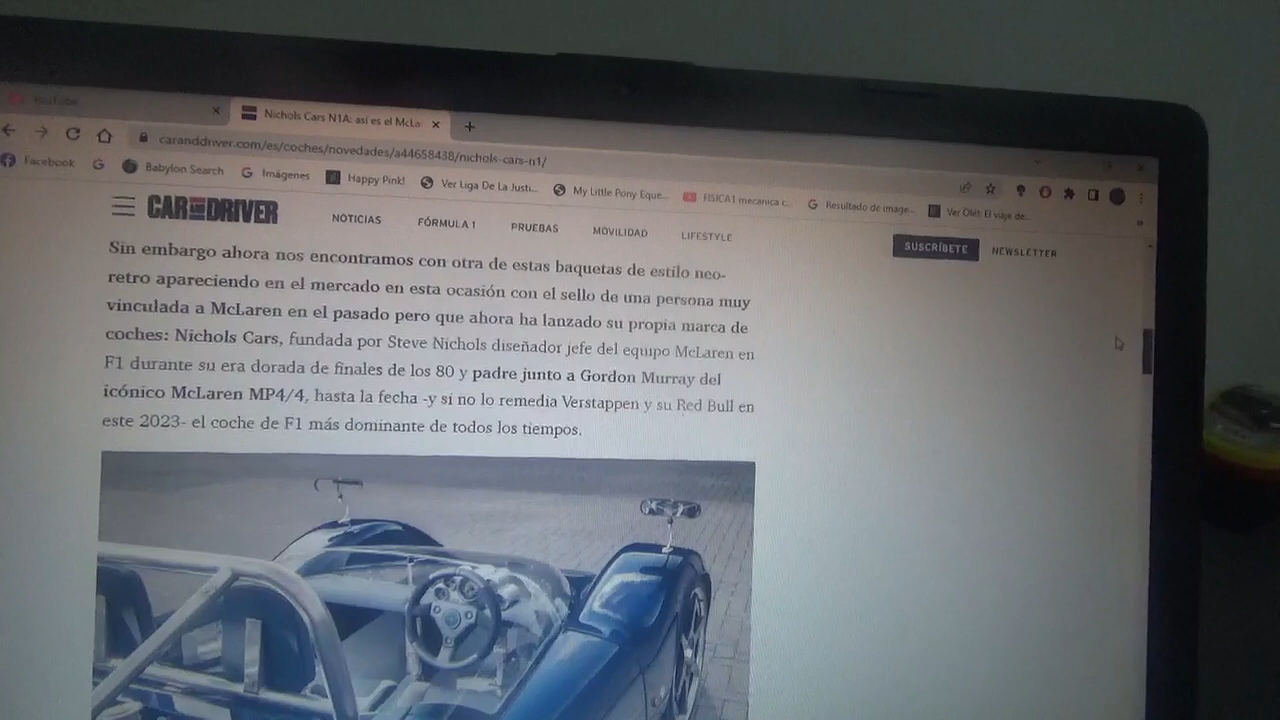 YouTube
Nichols Cars N1A: así es el McLa
caranddriver.com/es/coches/novedades/a44658438/nichols-cars-n1/
Facebook
Babylon Search
Imágenes
Happy Pink!
Ver Liga De La Justi...
My Little Pony Eque...
FISICA1 mecanica c...
Resultado de image...
Ver Olé!: El viaje de...
CAR AND DRIVER
NOTICIAS
FÓRMULA 1
PRUEBAS
MOVILIDAD
LIFESTYLE
SUSCRÍBETE
NEWSLETTER
Sin embargo ahora nos encontramos con otra de estas baquetas de estilo neo-
retro apareciendo en el mercado en esta ocasión con el sello de una persona muy
vinculada a McLaren en el pasado pero que ahora ha lanzado su propia marca de
coches: Nichols Cars, fundada por Steve Nichols diseñador jefe del equipo McLaren en
F1 durante su era dorada de finales de los 80 y padre junto a Gordon Murray del
icónico McLaren MP4/4, hasta la fecha -y si no lo remedia Verstappen y su Red Bull en
este 2023- el coche de F1 más dominante de todos los tiempos.